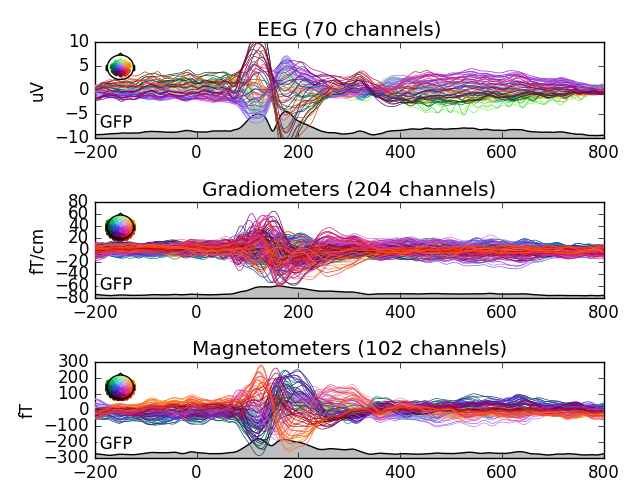 EEG (70 channels)
10
5
0
−5
−10
uV
GFP
−200 0 200 400 600 800
Gradiometers (204 channels)
80
60
40
20
0
−20
−40
−60
−80
fT/cm
GFP
−200 0 200 400 600 800
Magnetometers (102 channels)
300
200
100
0
−100
−200
−300
fT
GFP
−200 0 200 400 600 800